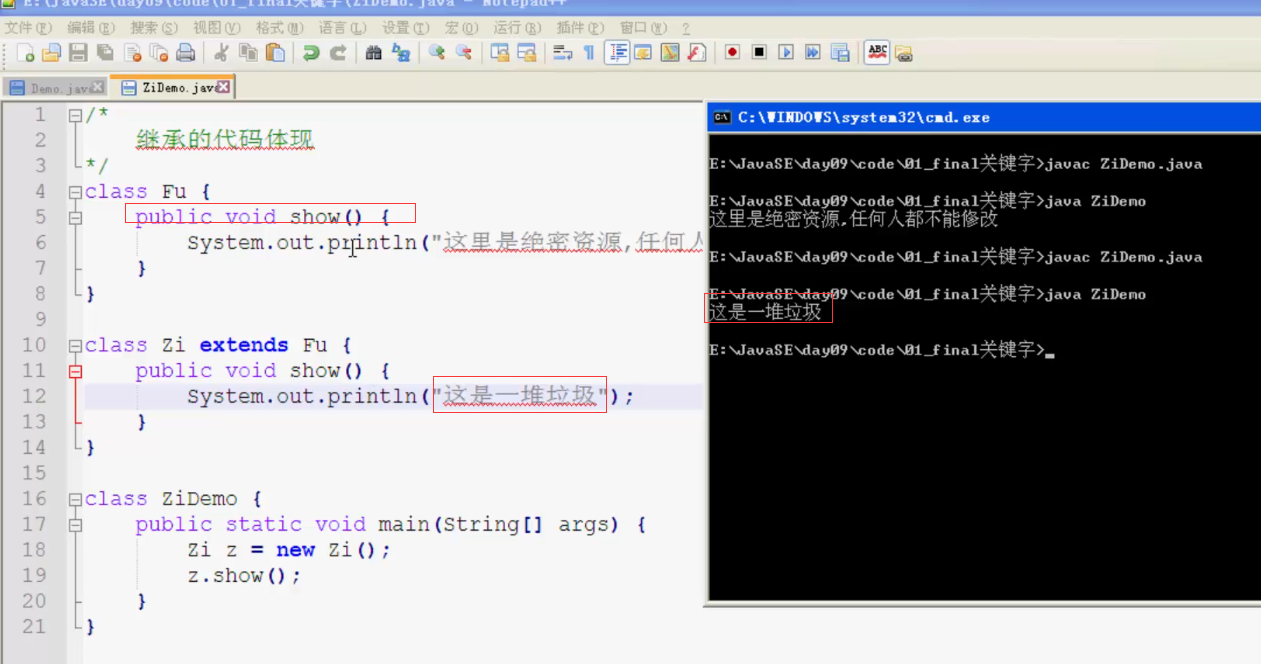 E:\JavaSE\day09\code\01_final关键字\ZiDemo.java - Notepad++
文件(F) 编辑(E) 搜索(S) 视图(V) 格式(M) 语言(L) 设置(T) 宏(O) 运行(R) 插件(P) 窗口(W) ?
ABC
Demo.java ZiDemo.java
1 /*
2 继承的代码体现
3 */
4 class Fu {
5 public void show() {
6 System.out.println("这里是绝密资源,任何人
7 }
8 }
9
10 class Zi extends Fu {
11 public void show() {
12 System.out.println("这是一堆垃圾");
13 }
14 }
15
16 class ZiDemo {
17 public static void main(String[] args) {
18 Zi z = new Zi();
19 z.show();
20 }
21 }
C:\WINDOWS\system32\cmd.exe
E:\JavaSE\day09\code\01_final关键字>javac ZiDemo.java
E:\JavaSE\day09\code\01_final关键字>java ZiDemo
这里是绝密资源,任何人都不能修改
E:\JavaSE\day09\code\01_final关键字>javac ZiDemo.java
E:\JavaSE\day09\code\01_final关键字>java ZiDemo
这是一堆垃圾
E:\JavaSE\day09\code\01_final关键字>